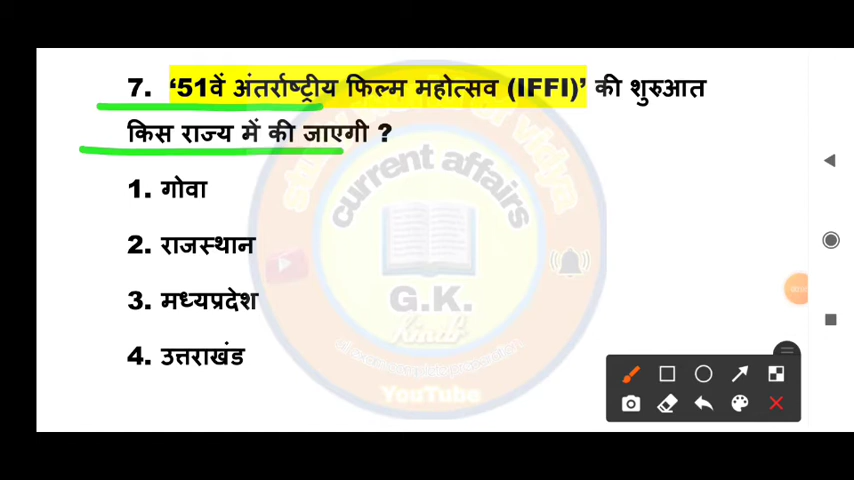 7. ‘51वें अंतर्राष्ट्रीय फिल्म महोत्सव (IFFI)’ की शुरुआत
किस राज्य में की जाएगी ?
1. गोवा
2. राजस्थान
3. मध्यप्रदेश
4. उत्तराखंड
current affairs
G.K.
YouTube